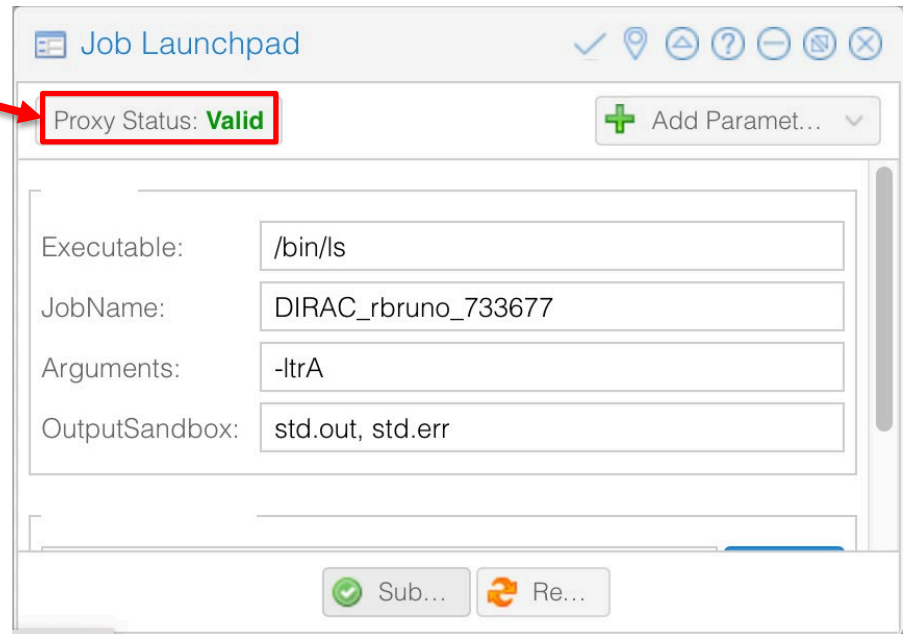 Job Launchpad
Proxy Status: Valid
Add Paramet...
Executable: /bin/ls
JobName: DIRAC_rbruno_733677
Arguments: -ltrA
OutputSandbox: std.out, std.err
Sub...
Re...